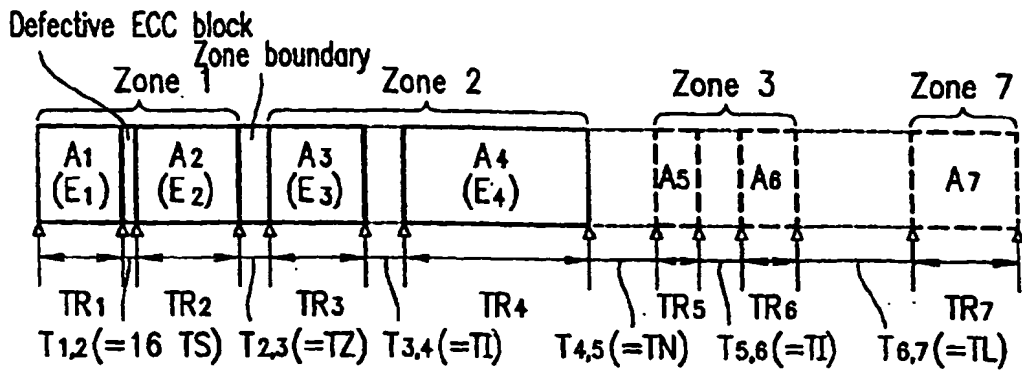 Defective ECC block
Zone boundary
Zone 1
Zone 2
Zone 3
Zone 7
A1
(E1)
A2
(E2)
A3
(E3)
A4
(E4)
A5
A6
A7
TR1
TR2
TR3
TR4
TR5
TR6
TR7
T1,2(=16 TS)
T2,3(=TZ)
T3,4(=TI)
T4,5(=TN)
T5,6(=TI)
T6,7(=TL)